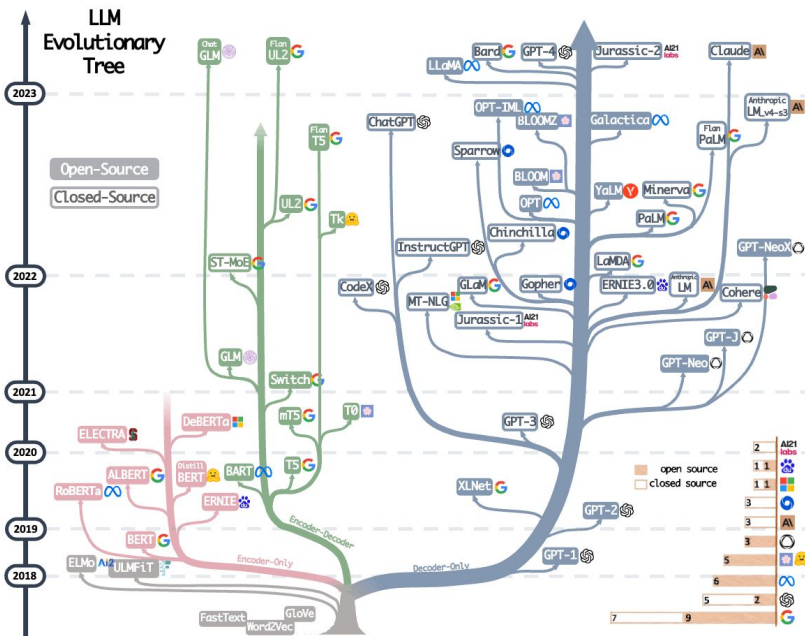 LLM
Evolutionary
Tree
2023
2022
2021
2020
2019
2018
Open-Source
Closed-Source
Chat
GLM
Flan
UL2
Flan
T5
UL2
Tk
ST-MoE
GLM
Switch
mT5
T0
BART
T5
Encoder-Decoder
DeBERTa
ELECTRA
ALBERT
Distill
BERT
RoBERTa
ERNIE
BERT
Encoder-Only
ELMo
AI2
ULMFiT
FastText
Word2Vec
GloVe
Bard
GPT-4
Jurassic-2
AI21
labs
Claude
A\
LLaMA
Anthropic
LM_v4-s3
A\
OPT-IML
BLOOMZ
Galactica
ChatGPT
Flan
PaLM
Sparrow
BLOOM
YaLM
Y
Minerva
OPT
PaLM
Chinchilla
InstructGPT
GPT-NeoX
LaMDA
CodeX
GLaM
Gopher
ERNIE3.0
Anthropic
LM
A\
Cohere
MT-NLG
Jurassic-1
AI21
labs
GPT-J
GPT-Neo
GPT-3
XLNet
GPT-2
GPT-1
Decoder-Only
open source
closed source
2
AI21
labs
1 1
1 1
3
3
A\
3
5
6
5 2
7 9